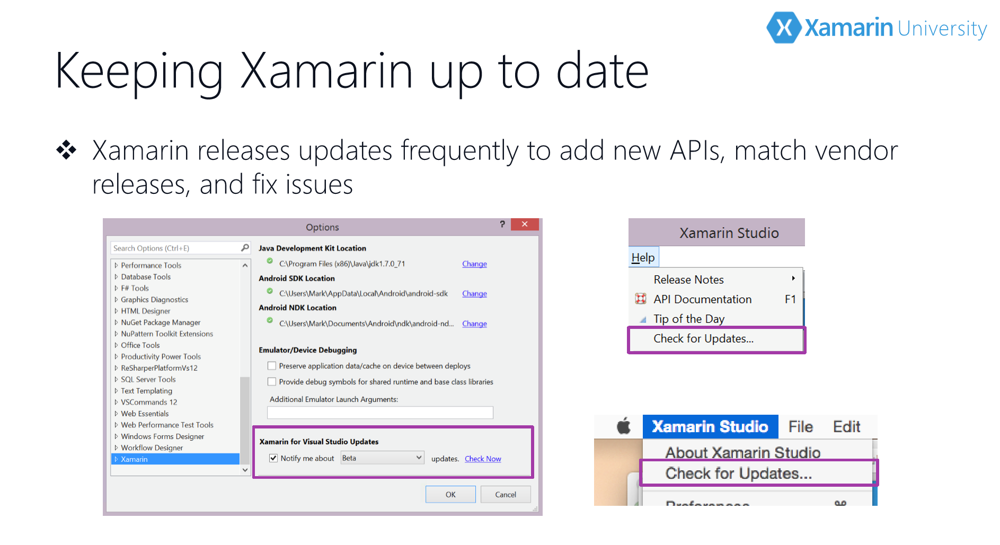 Xamarin University
Keeping Xamarin up to date
❖ Xamarin releases updates frequently to add new APIs, match vendor
releases, and fix issues
Options
?
Search Options (Ctrl+E)
Performance Tools
Database Tools
F# Tools
Graphics Diagnostics
HTML Designer
NuGet Package Manager
NuPattern Toolkit Extensions
Office Tools
Productivity Power Tools
ReSharperPlatformVs12
SQL Server Tools
Text Templating
VSCommands 12
Web Essentials
Web Performance Test Tools
Windows Forms Designer
Workflow Designer
Xamarin
Java Development Kit Location
C:\Program Files (x86)\Java\jdk1.7.0_71 Change
Android SDK Location
C:\Users\Mark\AppData\Local\Android\android-sdk Change
Android NDK Location
C:\Users\Mark\Documents\Android\ndk\android-nd... Change
Emulator/Device Debugging
Preserve application data/cache on device between deploys
Provide debug symbols for shared runtime and base class libraries
Additional Emulator Launch Arguments:
Xamarin for Visual Studio Updates
Notify me about Beta updates. Check Now
OK Cancel
Xamarin Studio
Help
Release Notes
API Documentation F1
Tip of the Day
Check for Updates...
Xamarin Studio File Edit
About Xamarin Studio
Check for Updates...
Preferences ⌘